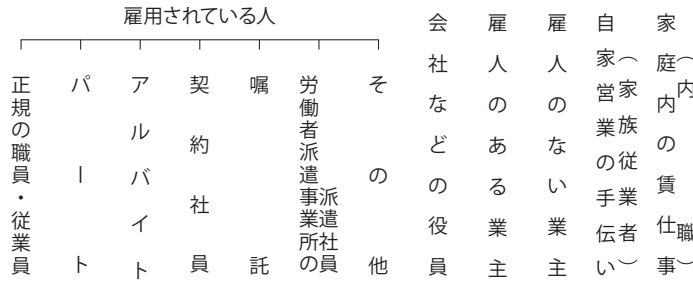 雇用されている人
正規の職員・従業員
パート
アルバイト
契約社員
嘱託
労働者派遣事業所の
派遣社員
その他
会社などの役員
雇人のある業主
雇人のない業主
自家営業の手伝い
（家族従業者）
家庭内の賃仕事
（内職）